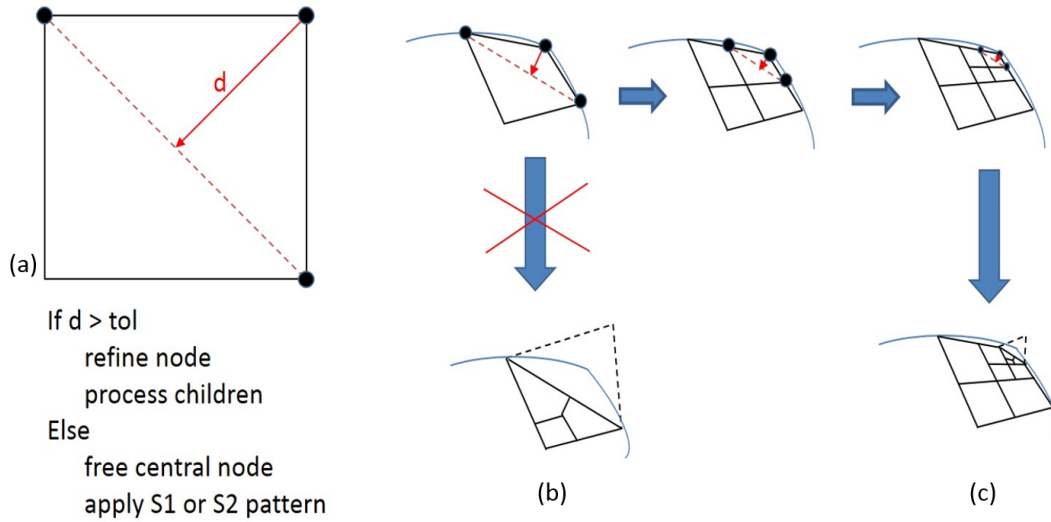 d
(a)
If d > tol
refine node
process children
Else
free central node
apply S1 or S2 pattern
(b)
(c)